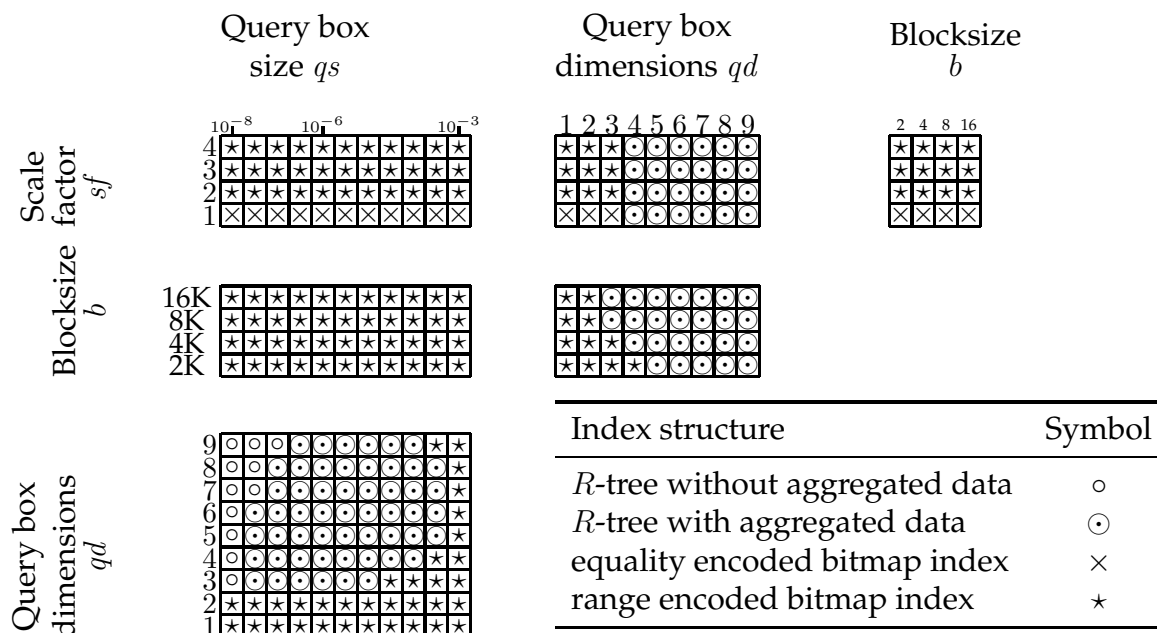 Query box
size qs
Query box
dimensions qd
Blocksize
b
10⁻⁸ 10⁻⁶ 10⁻³
1 2 3 4 5 6 7 8 9
2 4 8 16
Scale
factor
sf
4 ⋆ ⋆ ⋆ ⋆ ⋆ ⋆ ⋆ ⋆ ⋆ ⋆ ⋆ ⋆ ⋆ ⋆ ⊙ ⊙ ⊙ ⊙ ⊙ ⊙ ⋆ ⋆ ⋆ ⋆
3 ⋆ ⋆ ⋆ ⋆ ⋆ ⋆ ⋆ ⋆ ⋆ ⋆ ⋆ ⋆ ⋆ ⋆ ⊙ ⊙ ⊙ ⊙ ⊙ ⊙ ⋆ ⋆ ⋆ ⋆
2 ⋆ ⋆ ⋆ ⋆ ⋆ ⋆ ⋆ ⋆ ⋆ ⋆ ⋆ ⋆ ⋆ ⋆ ⊙ ⊙ ⊙ ⊙ ⊙ ⊙ ⋆ ⋆ ⋆ ⋆
1 × × × × × × × × × × × × × × ⊙ ⊙ ⊙ ⊙ ⊙ ⊙ × × × ×
Blocksize
b
16K ⋆ ⋆ ⋆ ⋆ ⋆ ⋆ ⋆ ⋆ ⋆ ⋆ ⋆ ⋆ ⋆ ⊙ ⊙ ⊙ ⊙ ⊙ ⊙ ⊙
8K ⋆ ⋆ ⋆ ⋆ ⋆ ⋆ ⋆ ⋆ ⋆ ⋆ ⋆ ⋆ ⋆ ⊙ ⊙ ⊙ ⊙ ⊙ ⊙ ⊙
4K ⋆ ⋆ ⋆ ⋆ ⋆ ⋆ ⋆ ⋆ ⋆ ⋆ ⋆ ⋆ ⋆ ⋆ ⊙ ⊙ ⊙ ⊙ ⊙ ⊙
2K ⋆ ⋆ ⋆ ⋆ ⋆ ⋆ ⋆ ⋆ ⋆ ⋆ ⋆ ⋆ ⋆ ⋆ ⋆ ⊙ ⊙ ⊙ ⊙ ⊙
Query box
dimensions
qd
9 ○ ○ ○ ⊙ ⊙ ⊙ ⊙ ⊙ ⊙ ⋆ ⋆
8 ○ ○ ⊙ ⊙ ⊙ ⊙ ⊙ ⊙ ⊙ ⊙ ⋆
7 ○ ○ ⊙ ⊙ ⊙ ⊙ ⊙ ⊙ ⊙ ⊙ ⋆
6 ○ ⊙ ⊙ ⊙ ⊙ ⊙ ⊙ ⊙ ⊙ ⊙ ⋆
5 ○ ⊙ ⊙ ⊙ ⊙ ⊙ ⊙ ⊙ ⊙ ⊙ ⋆
4 ○ ⊙ ⊙ ⊙ ⊙ ⊙ ⊙ ⊙ ⊙ ⋆ ⋆
3 ○ ⊙ ⊙ ⊙ ⊙ ⊙ ⊙ ⋆ ⋆ ⋆ ⋆
2 ⋆ ⋆ ⋆ ⋆ ⋆ ⋆ ⋆ ⋆ ⋆ ⋆ ⋆
1 ⋆ ⋆ ⋆ ⋆ ⋆ ⋆ ⋆ ⋆ ⋆ ⋆ ⋆
Index structure Symbol
R-tree without aggregated data ○
R-tree with aggregated data ⊙
equality encoded bitmap index ×
range encoded bitmap index ⋆